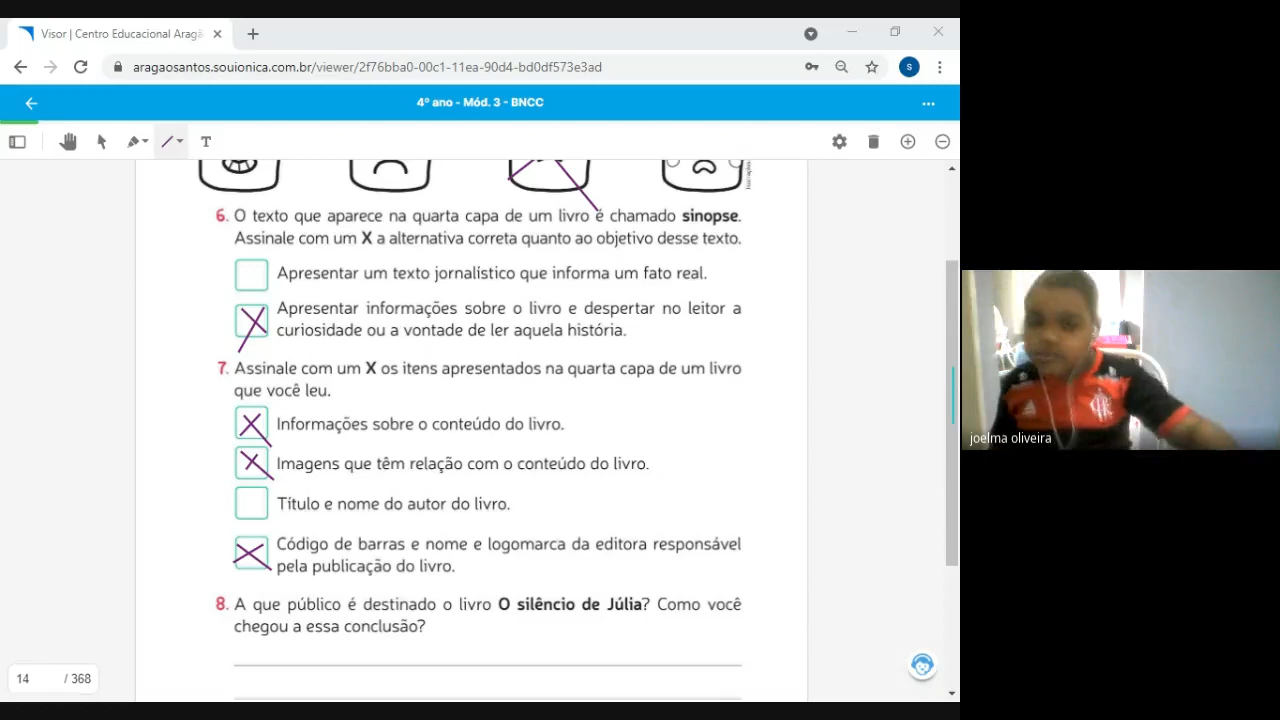 Visor | Centro Educacional Aragã
aragaosantos.souionica.com.br/viewer/2f76bba0-00c1-11ea-90d4-bd0df573e3ad
s
4º ano - Mód. 3 - BNCC
T
6. O texto que aparece na quarta capa de um livro é chamado sinopse.
Assinale com um X a alternativa correta quanto ao objetivo desse texto.
Apresentar um texto jornalístico que informa um fato real.
Apresentar informações sobre o livro e despertar no leitor a
curiosidade ou a vontade de ler aquela história.
7. Assinale com um X os itens apresentados na quarta capa de um livro
que você leu.
Informações sobre o conteúdo do livro.
Imagens que têm relação com o conteúdo do livro.
Título e nome do autor do livro.
Código de barras e nome e logomarca da editora responsável
pela publicação do livro.
8. A que público é destinado o livro O silêncio de Júlia? Como você
chegou a essa conclusão?
14 / 368
joelma oliveira